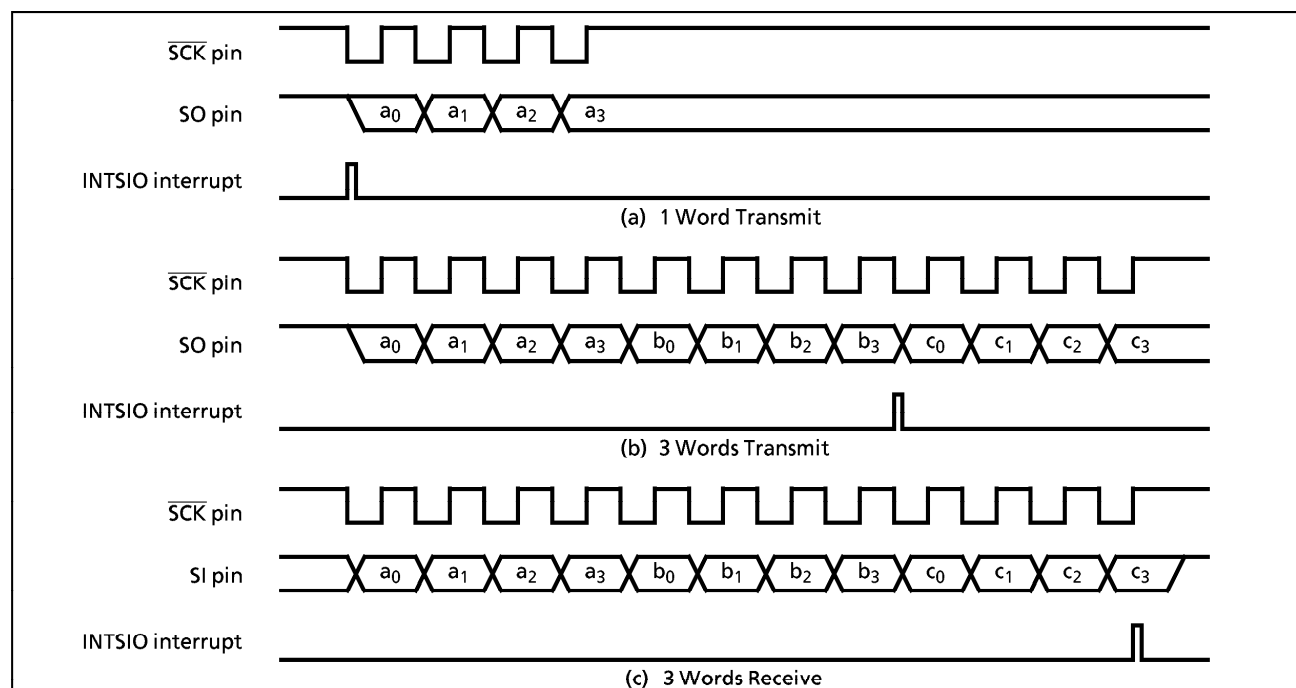 SCK pin
SO pin
a0 a1 a2 a3
INTSIO interrupt
(a) 1 Word Transmit
SCK pin
SO pin
a0 a1 a2 a3 b0 b1 b2 b3 c0 c1 c2 c3
INTSIO interrupt
(b) 3 Words Transmit
SCK pin
SI pin
a0 a1 a2 a3 b0 b1 b2 b3 c0 c1 c2 c3
INTSIO interrupt
(c) 3 Words Receive